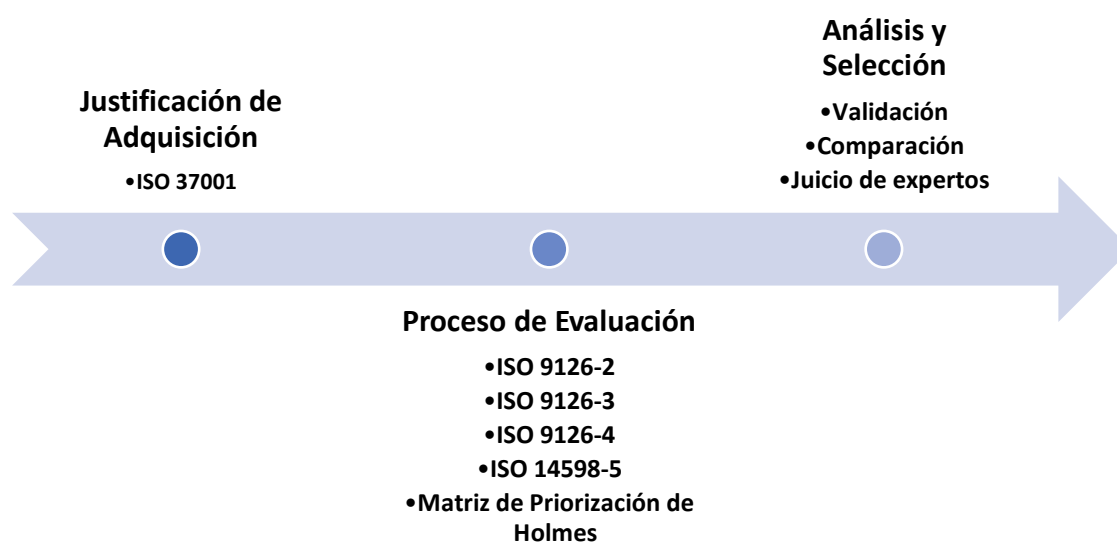 Justificación de
Adquisición
•ISO 37001
Proceso de Evaluación
•ISO 9126-2
•ISO 9126-3
•ISO 9126-4
•ISO 14598-5
•Matriz de Priorización de
Holmes
Análisis y
Selección
•Validación
•Comparación
•Juicio de expertos